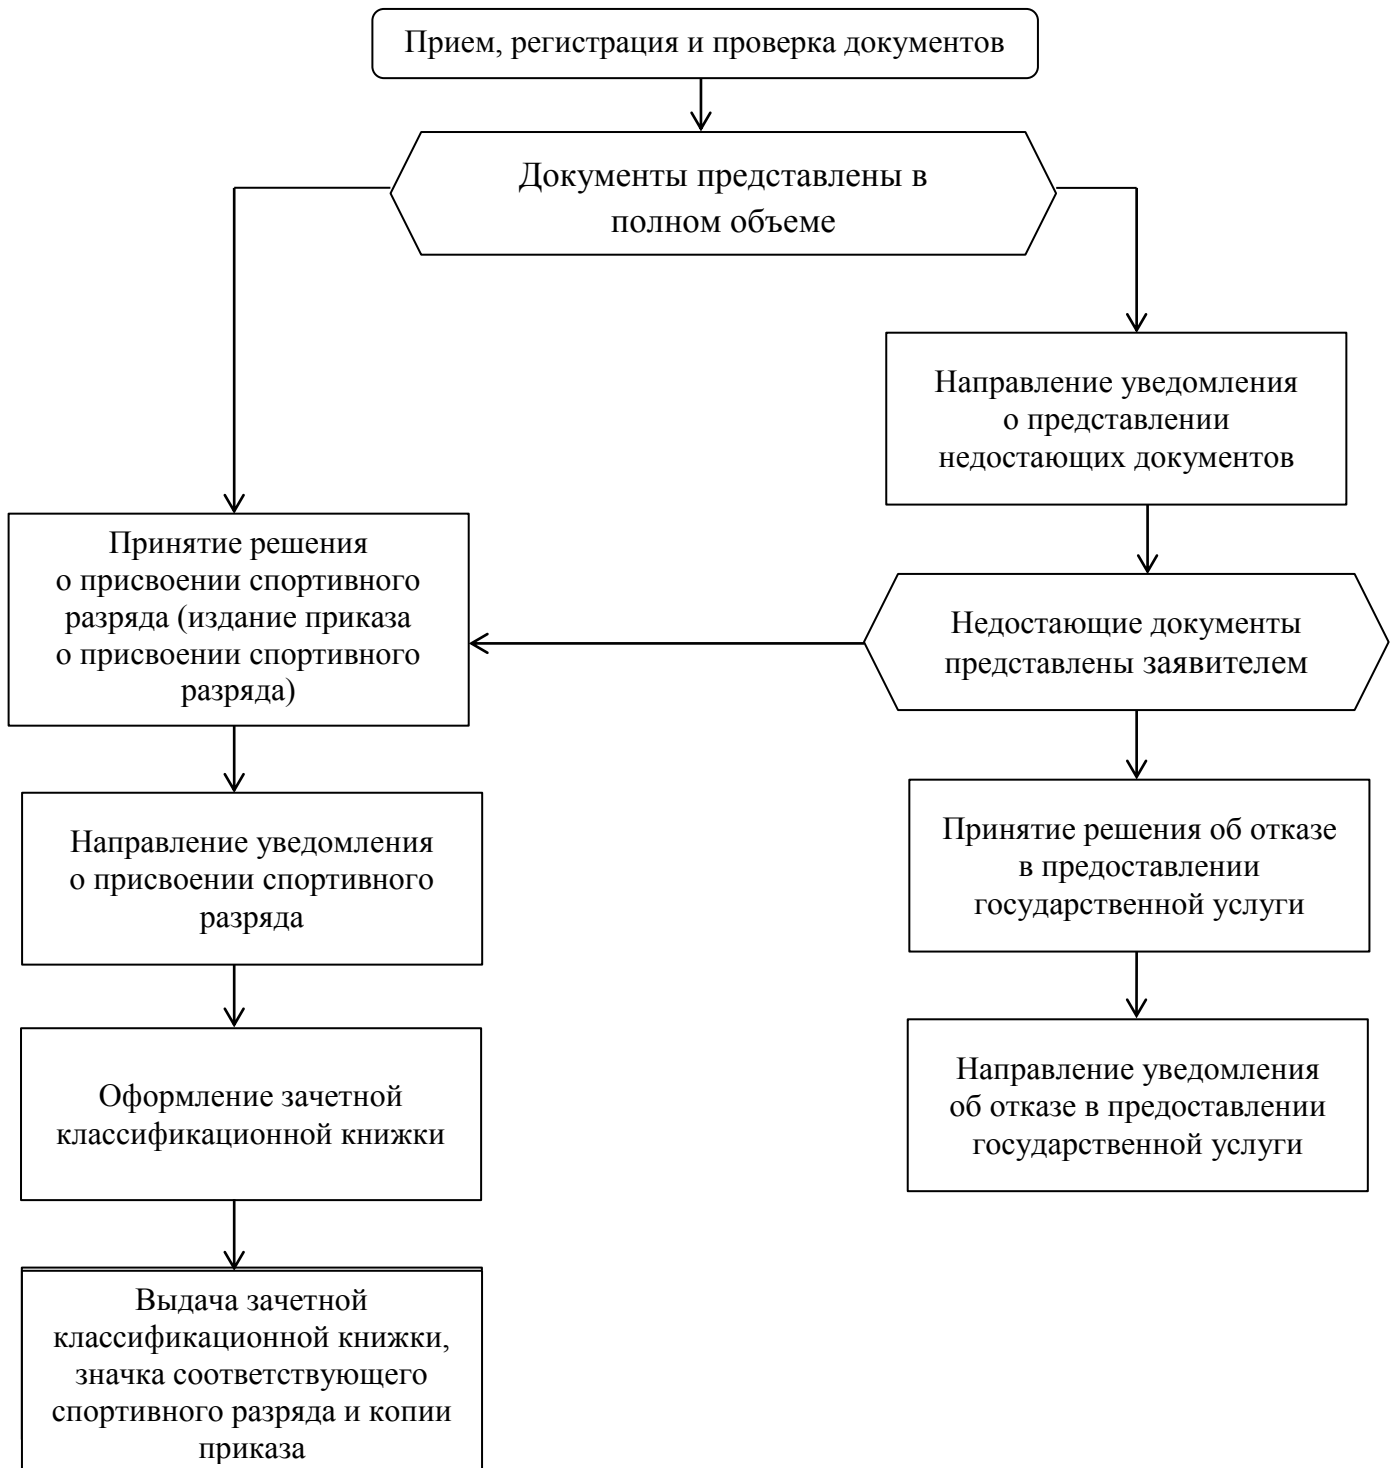 Прием, регистрация и проверка документов
Документы представлены в
полном объеме
Направление уведомления
о представлении
недостающих документов
Принятие решения
о присвоении спортивного
разряда (издание приказа
о присвоении спортивного
разряда)
Недостающие документы
представлены заявителем
Направление уведомления
о присвоении спортивного
разряда
Принятие решения об отказе
в предоставлении
государственной услуги
Оформление зачетной
классификационной книжки
Направление уведомления
об отказе в предоставлении
государственной услуги
Выдача зачетной
классификационной книжки,
значка соответствующего
спортивного разряда и копии
приказа